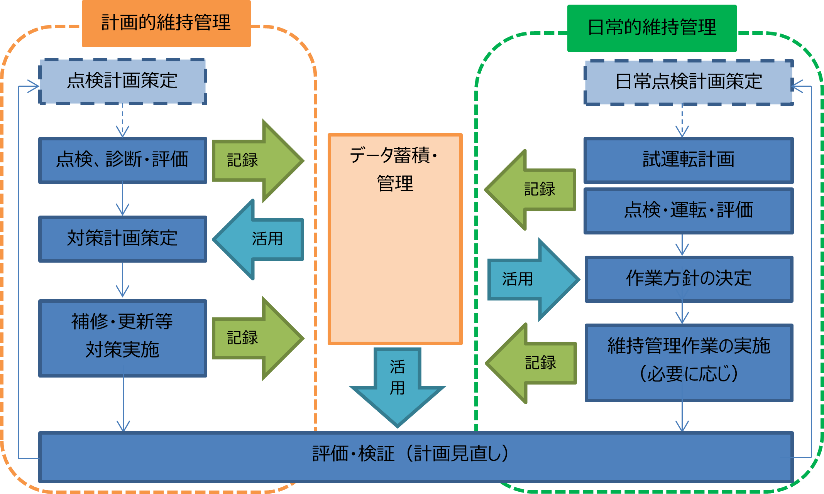 計画的維持管理
点検計画策定
点検、診断・評価
記録
対策計画策定
活用
補修・更新等
対策実施
記録
データ蓄積・
管理
活
用
日常的維持管理
日常点検計画策定
試運転計画
記録
点検・運転・評価
活用
作業方針の決定
記録
維持管理作業の実施
（必要に応じ）
評価・検証（計画見直し）